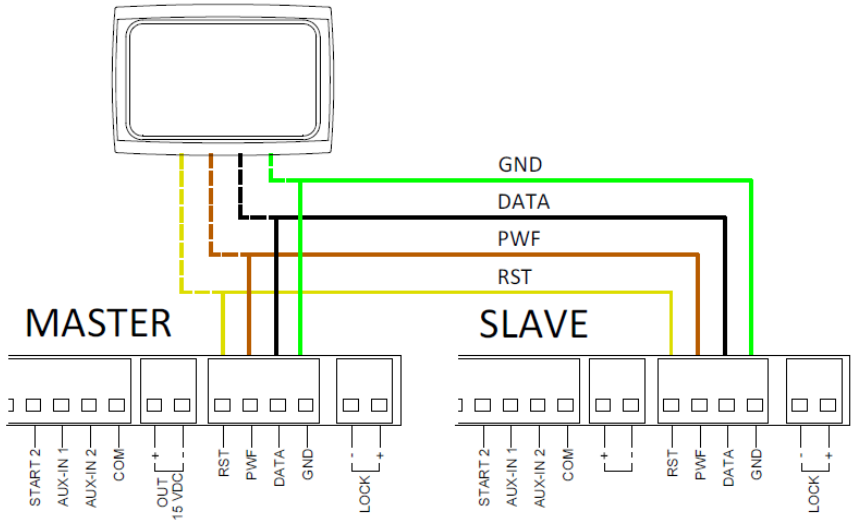 GND
DATA
PWF
RST
MASTER
SLAVE
START 2
AUX-IN 1
AUX-IN 2
COM
+
-
OUT
15 VDC
RST
PWF
DATA
GND
-
+
LOCK
START 2
AUX-IN 1
AUX-IN 2
COM
+
-
RST
PWF
DATA
GND
-
+
LOCK